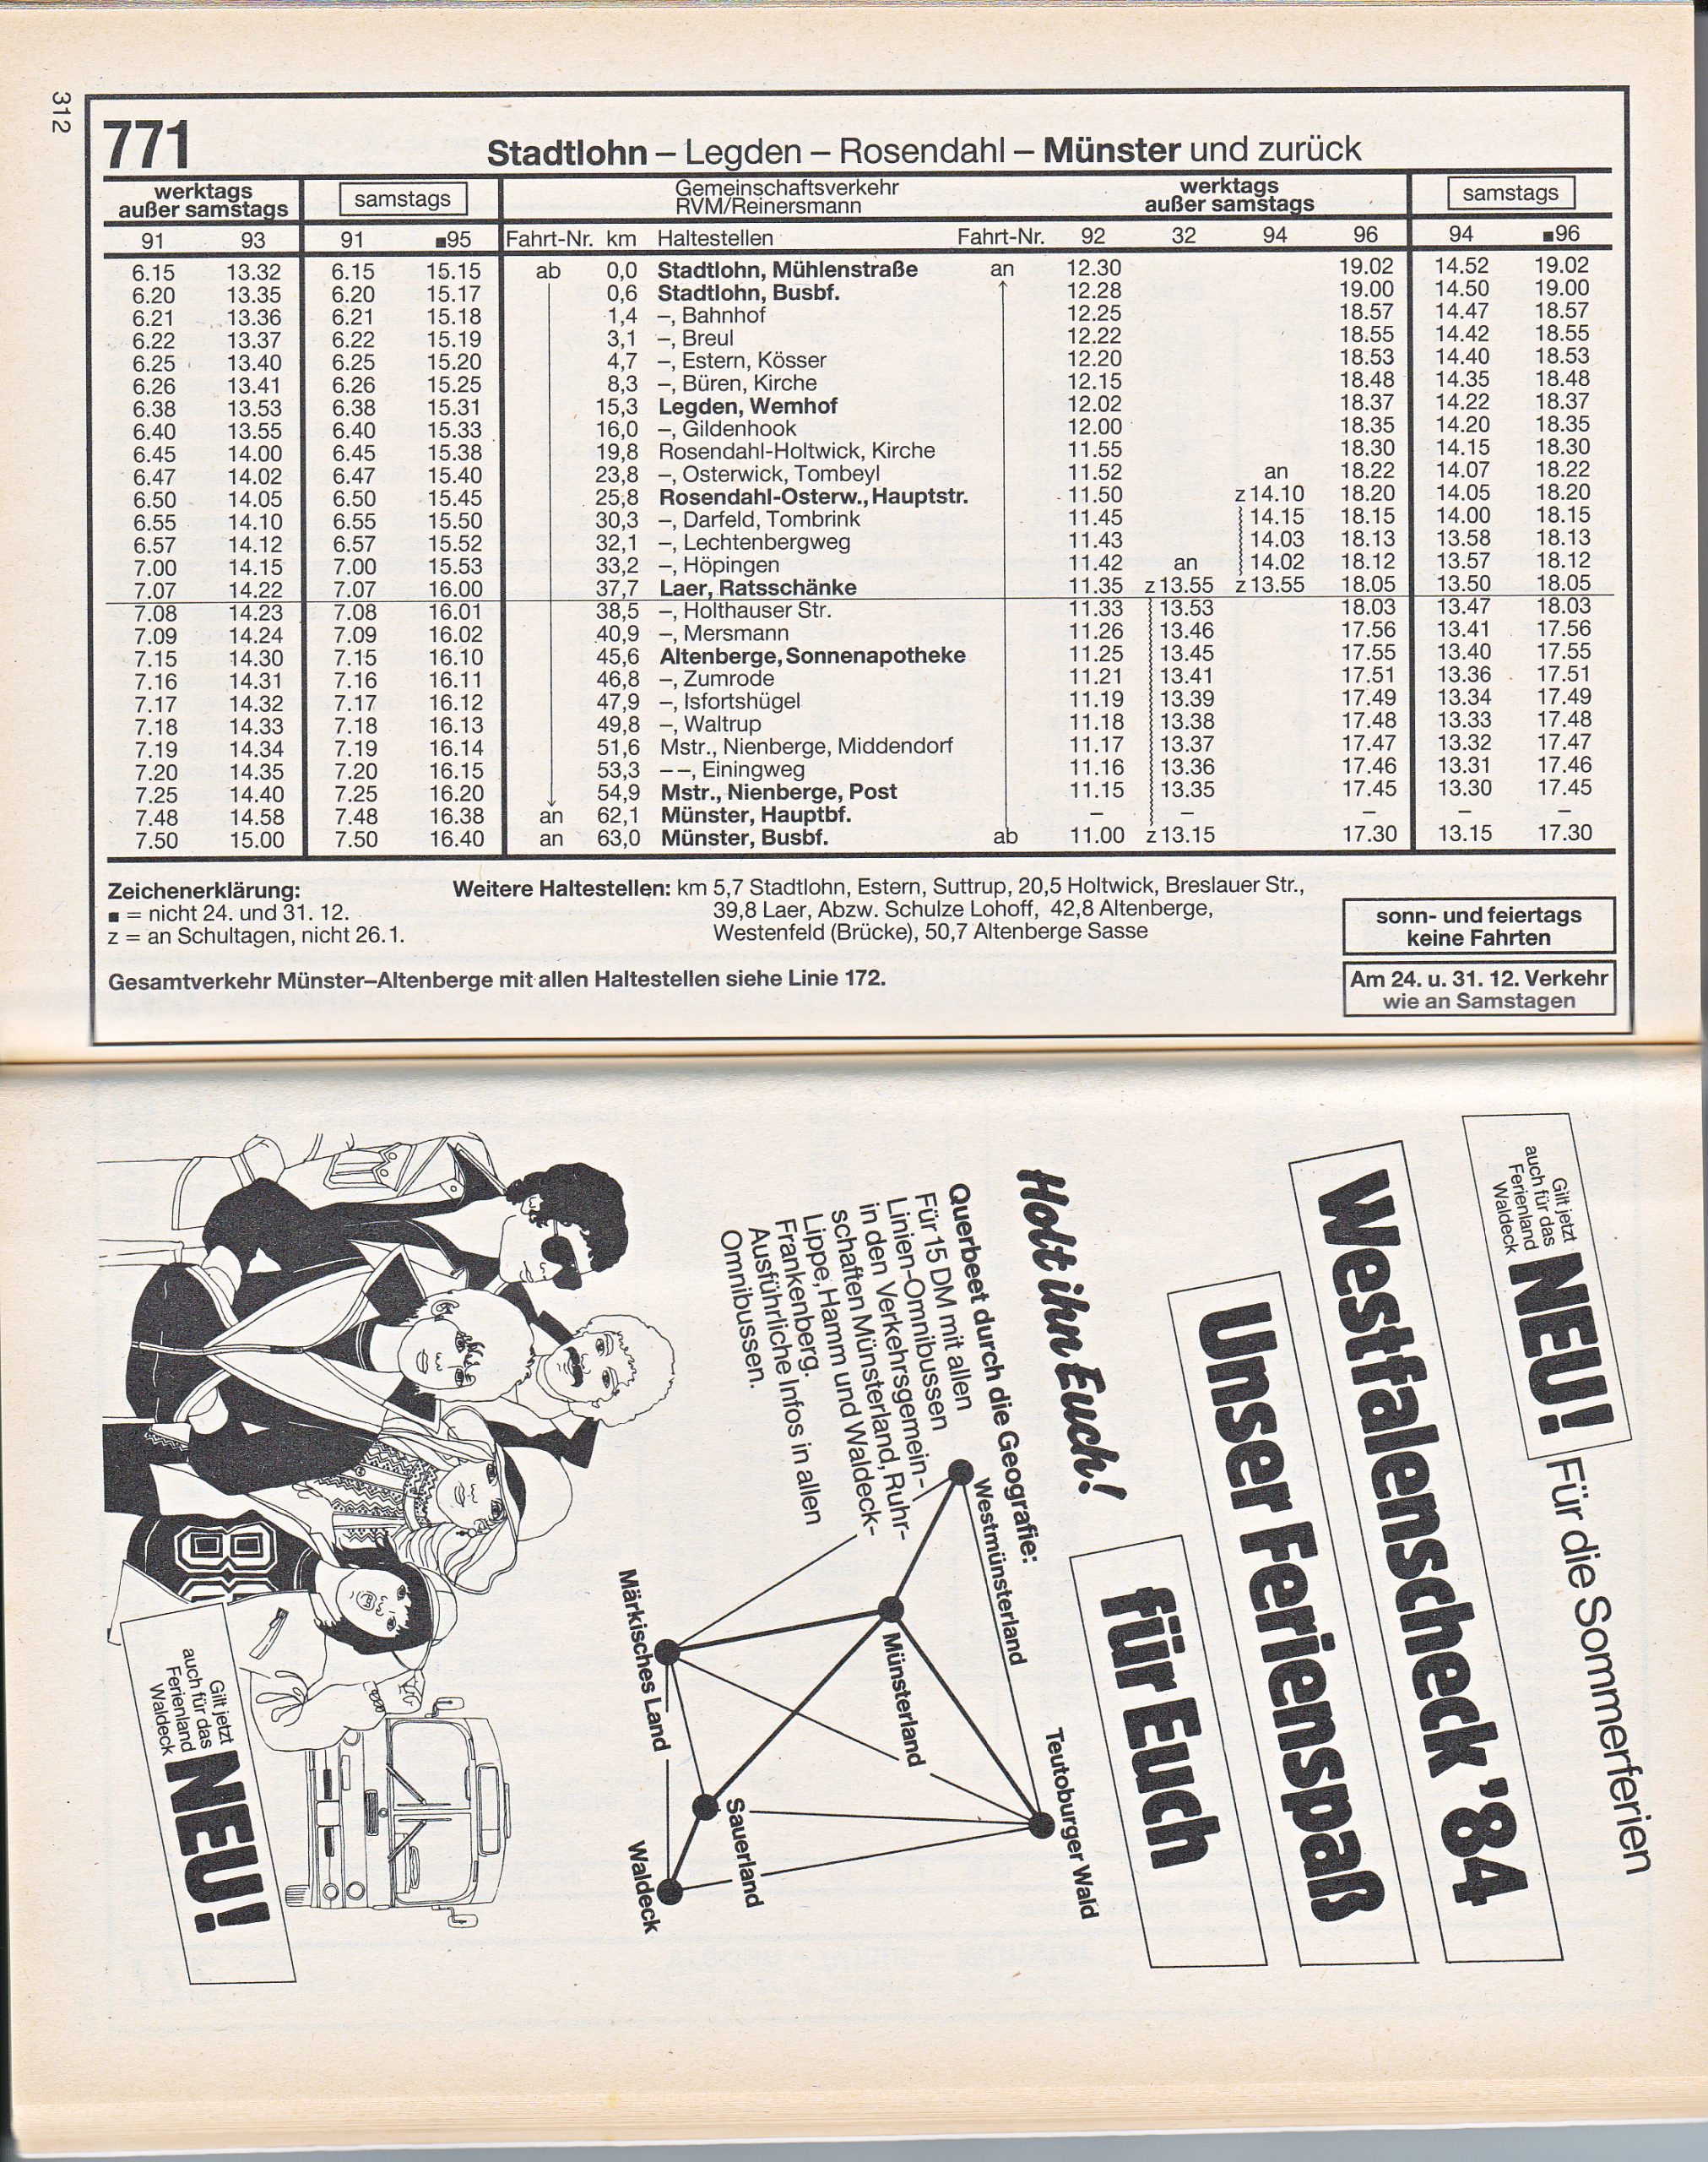 312
771 Stadtlohn – Legden – Rosendahl – Münster und zurück
werktags außer samstags samstags Gemeinschaftsverkehr RVM/Reinersmann werktags außer samstags samstags
91 93 91 ■95 Fahrt-Nr. km Haltestellen Fahrt-Nr. 92 32 94 96 94 ■96
6.15 13.32 6.15 15.15 ab 0,0 Stadtlohn, Mühlenstraße an 12.30 19.02 14.52 19.02
6.20 13.35 6.20 15.17 0,6 Stadtlohn, Busbf. 12.28 19.00 14.50 19.00
6.21 13.36 6.21 15.18 1,4 –, Bahnhof 12.25 18.57 14.47 18.57
6.22 13.37 6.22 15.19 3,1 –, Breul 12.22 18.55 14.42 18.55
6.25 13.40 6.25 15.20 4,7 –, Estern, Kösser 12.20 18.53 14.40 18.53
6.26 13.41 6.26 15.25 8,3 –, Büren, Kirche 12.15 18.48 14.35 18.48
6.38 13.53 6.38 15.31 15,3 Legden, Wemhof 12.02 18.37 14.22 18.37
6.40 13.55 6.40 15.33 16,0 –, Gildenhook 12.00 18.35 14.20 18.35
6.45 14.00 6.45 15.38 19,8 Rosendahl-Holtwick, Kirche 11.55 18.30 14.15 18.30
6.47 14.02 6.47 15.40 23,8 –, Osterwick, Tombeyl 11.52 an 18.22 14.07 18.22
6.50 14.05 6.50 15.45 25,8 Rosendahl-Osterw., Hauptstr. 11.50 z 14.10 18.20 14.05 18.20
6.55 14.10 6.55 15.50 30,3 –, Darfeld, Tombrink 11.45 14.15 18.15 14.00 18.15
6.57 14.12 6.57 15.52 32,1 –, Lechtenbergweg 11.43 14.03 18.13 13.58 18.13
7.00 14.15 7.00 15.53 33,2 –, Höpingen 11.42 an 14.02 18.12 13.57 18.12
7.07 14.22 7.07 16.00 37,7 Laer, Ratsschänke 11.35 z 13.55 z 13.55 18.05 13.50 18.05
7.08 14.23 7.08 16.01 38,5 –, Holthauser Str. 11.33 13.53 18.03 13.47 18.03
7.09 14.24 7.09 16.02 40,9 –, Mersmann 11.26 13.46 17.56 13.41 17.56
7.15 14.30 7.15 16.10 45,6 Altenberge, Sonnenapotheke 11.25 13.45 17.55 13.40 17.55
7.16 14.31 7.16 16.11 46,8 –, Zumrode 11.21 13.41 17.51 13.36 17.51
7.17 14.32 7.17 16.12 47,9 –, Isfortshügel 11.19 13.39 17.49 13.34 17.49
7.18 14.33 7.18 16.13 49,8 –, Waltrup 11.18 13.38 17.48 13.33 17.48
7.19 14.34 7.19 16.14 51,6 Mstr., Nienberge, Middendorf 11.17 13.37 17.47 13.32 17.47
7.20 14.35 7.20 16.15 53,3 – –, Einingweg 11.16 13.36 17.46 13.31 17.46
7.25 14.40 7.25 16.20 54,9 Mstr., Nienberge, Post 11.15 13.35 17.45 13.30 17.45
7.48 14.58 7.48 16.38 an 62,1 Münster, Hauptbf. – – – – –
7.50 15.00 7.50 16.40 an 63,0 Münster, Busbf. ab 11.00 z 13.15 17.30 13.15 17.30
Zeichenerklärung:
■ = nicht 24. und 31. 12.
z = an Schultagen, nicht 26.1.
Weitere Haltestellen: km 5,7 Stadtlohn, Estern, Suttrup, 20,5 Holtwick, Breslauer Str.,
39,8 Laer, Abzw. Schulze Lohoff, 42,8 Altenberge,
Westenfeld (Brücke), 50,7 Altenberge Sasse
sonn- und feiertags
keine Fahrten
Gesamtverkehr Münster–Altenberge mit allen Haltestellen siehe Linie 172.
Am 24. u. 31. 12. Verkehr
wie an Samstagen
Gilt jetzt
auch für das
Ferienland
Waldeck
NEU! Für die Sommerferien
Westfalenscheck '84
Unser Ferienspaß
für Euch
Holt ihn Euch!
Querbeet durch die Geografie:
Für 15 DM mit allen
Linien-Omnibussen
in den Verkehrsgemein-
schaften Münsterland, Ruhr-
Lippe, Hamm und Waldeck-
Frankenberg.
Ausführliche Infos in allen
Omnibussen.
Westmünsterland
Teutoburger Wald
Münsterland
Märkisches Land
Sauerland
Waldeck
88
Gilt jetzt
auch für das
Ferienland
Waldeck
NEU!